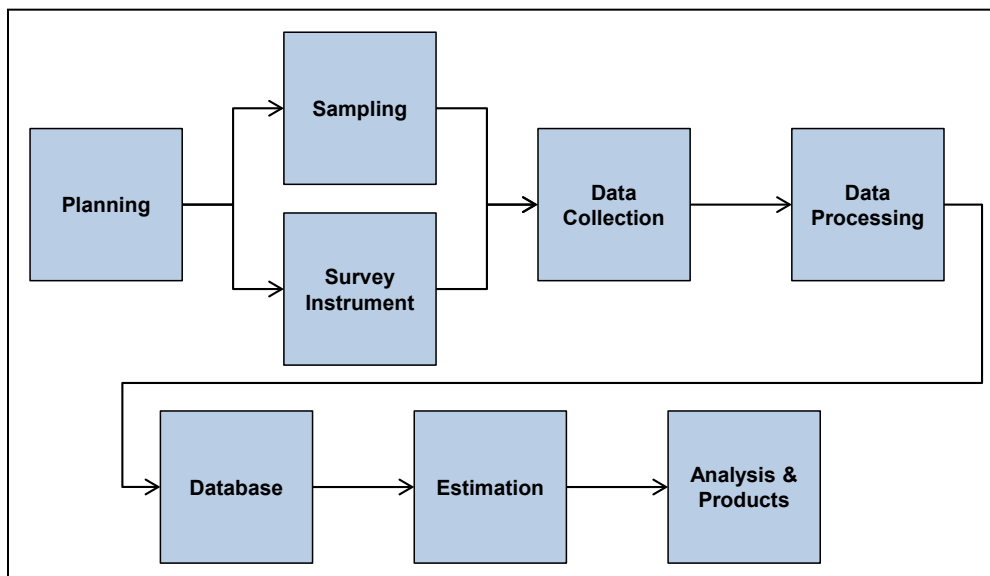 Planning
Sampling
Survey
Instrument
Data
Collection
Data
Processing
Database
Estimation
Analysis &
Products